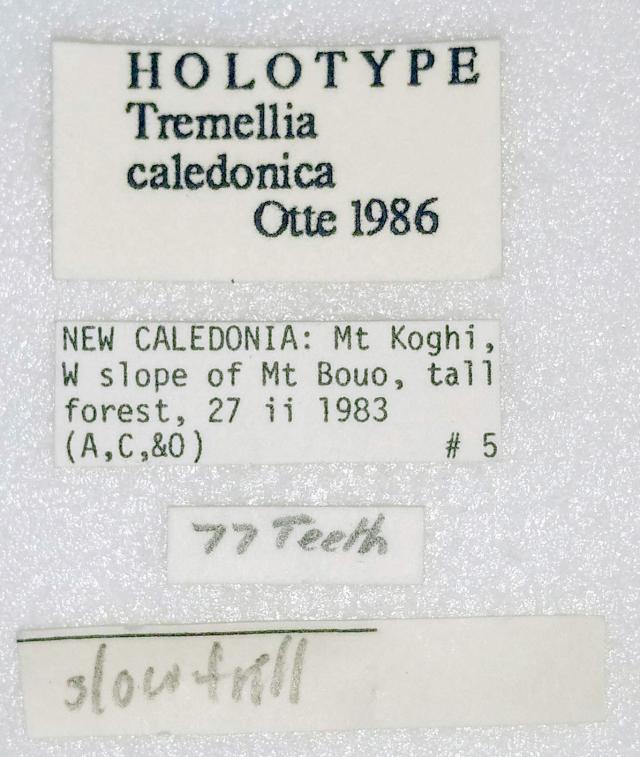 HOLOTYPE
Tremellia
caledonica
Otte 1986
NEW CALEDONIA: Mt Koghi,
W slope of Mt Bouo, tall
forest, 27 ii 1983
(A,C,&O) # 5
77 Teeth
slow trill